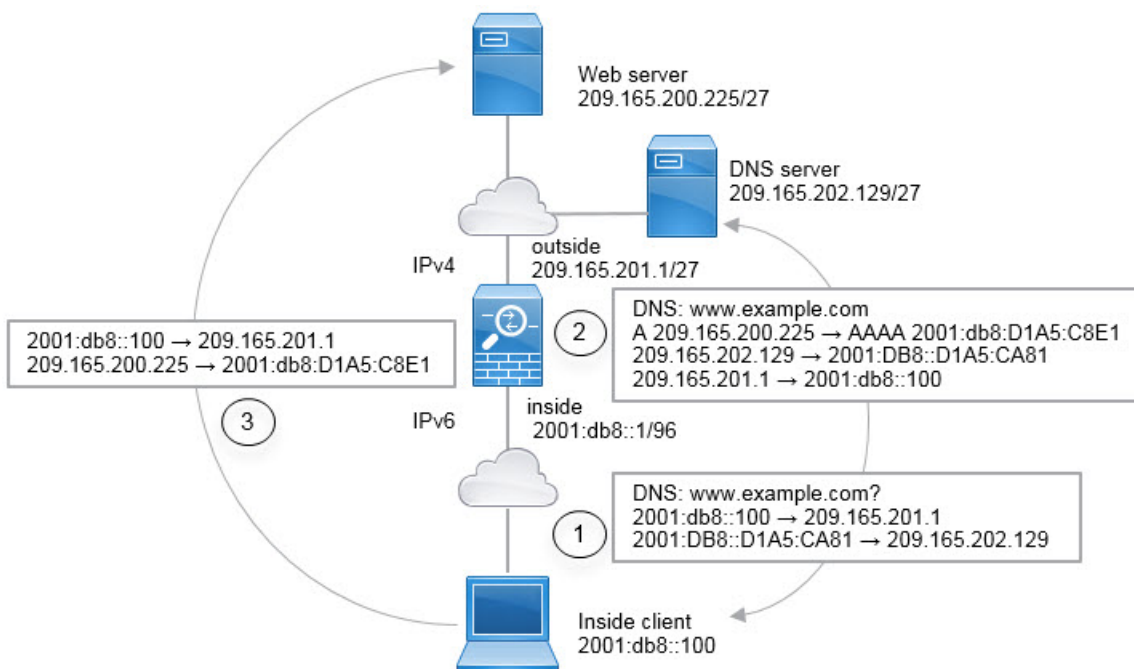 Web server
209.165.200.225/27
DNS server
209.165.202.129/27
outside
209.165.201.1/27
IPv4
2
DNS: www.example.com
A 209.165.200.225 → AAAA 2001:db8:D1A5:C8E1
209.165.202.129 → 2001:DB8::D1A5:CA81
209.165.201.1 → 2001:db8::100
2001:db8::100 → 209.165.201.1
209.165.200.225 → 2001:db8:D1A5:C8E1
3
IPv6
inside
2001:db8::1/96
1
DNS: www.example.com?
2001:db8::100 → 209.165.201.1
2001:DB8::D1A5:CA81 → 209.165.202.129
Inside client
2001:db8::100